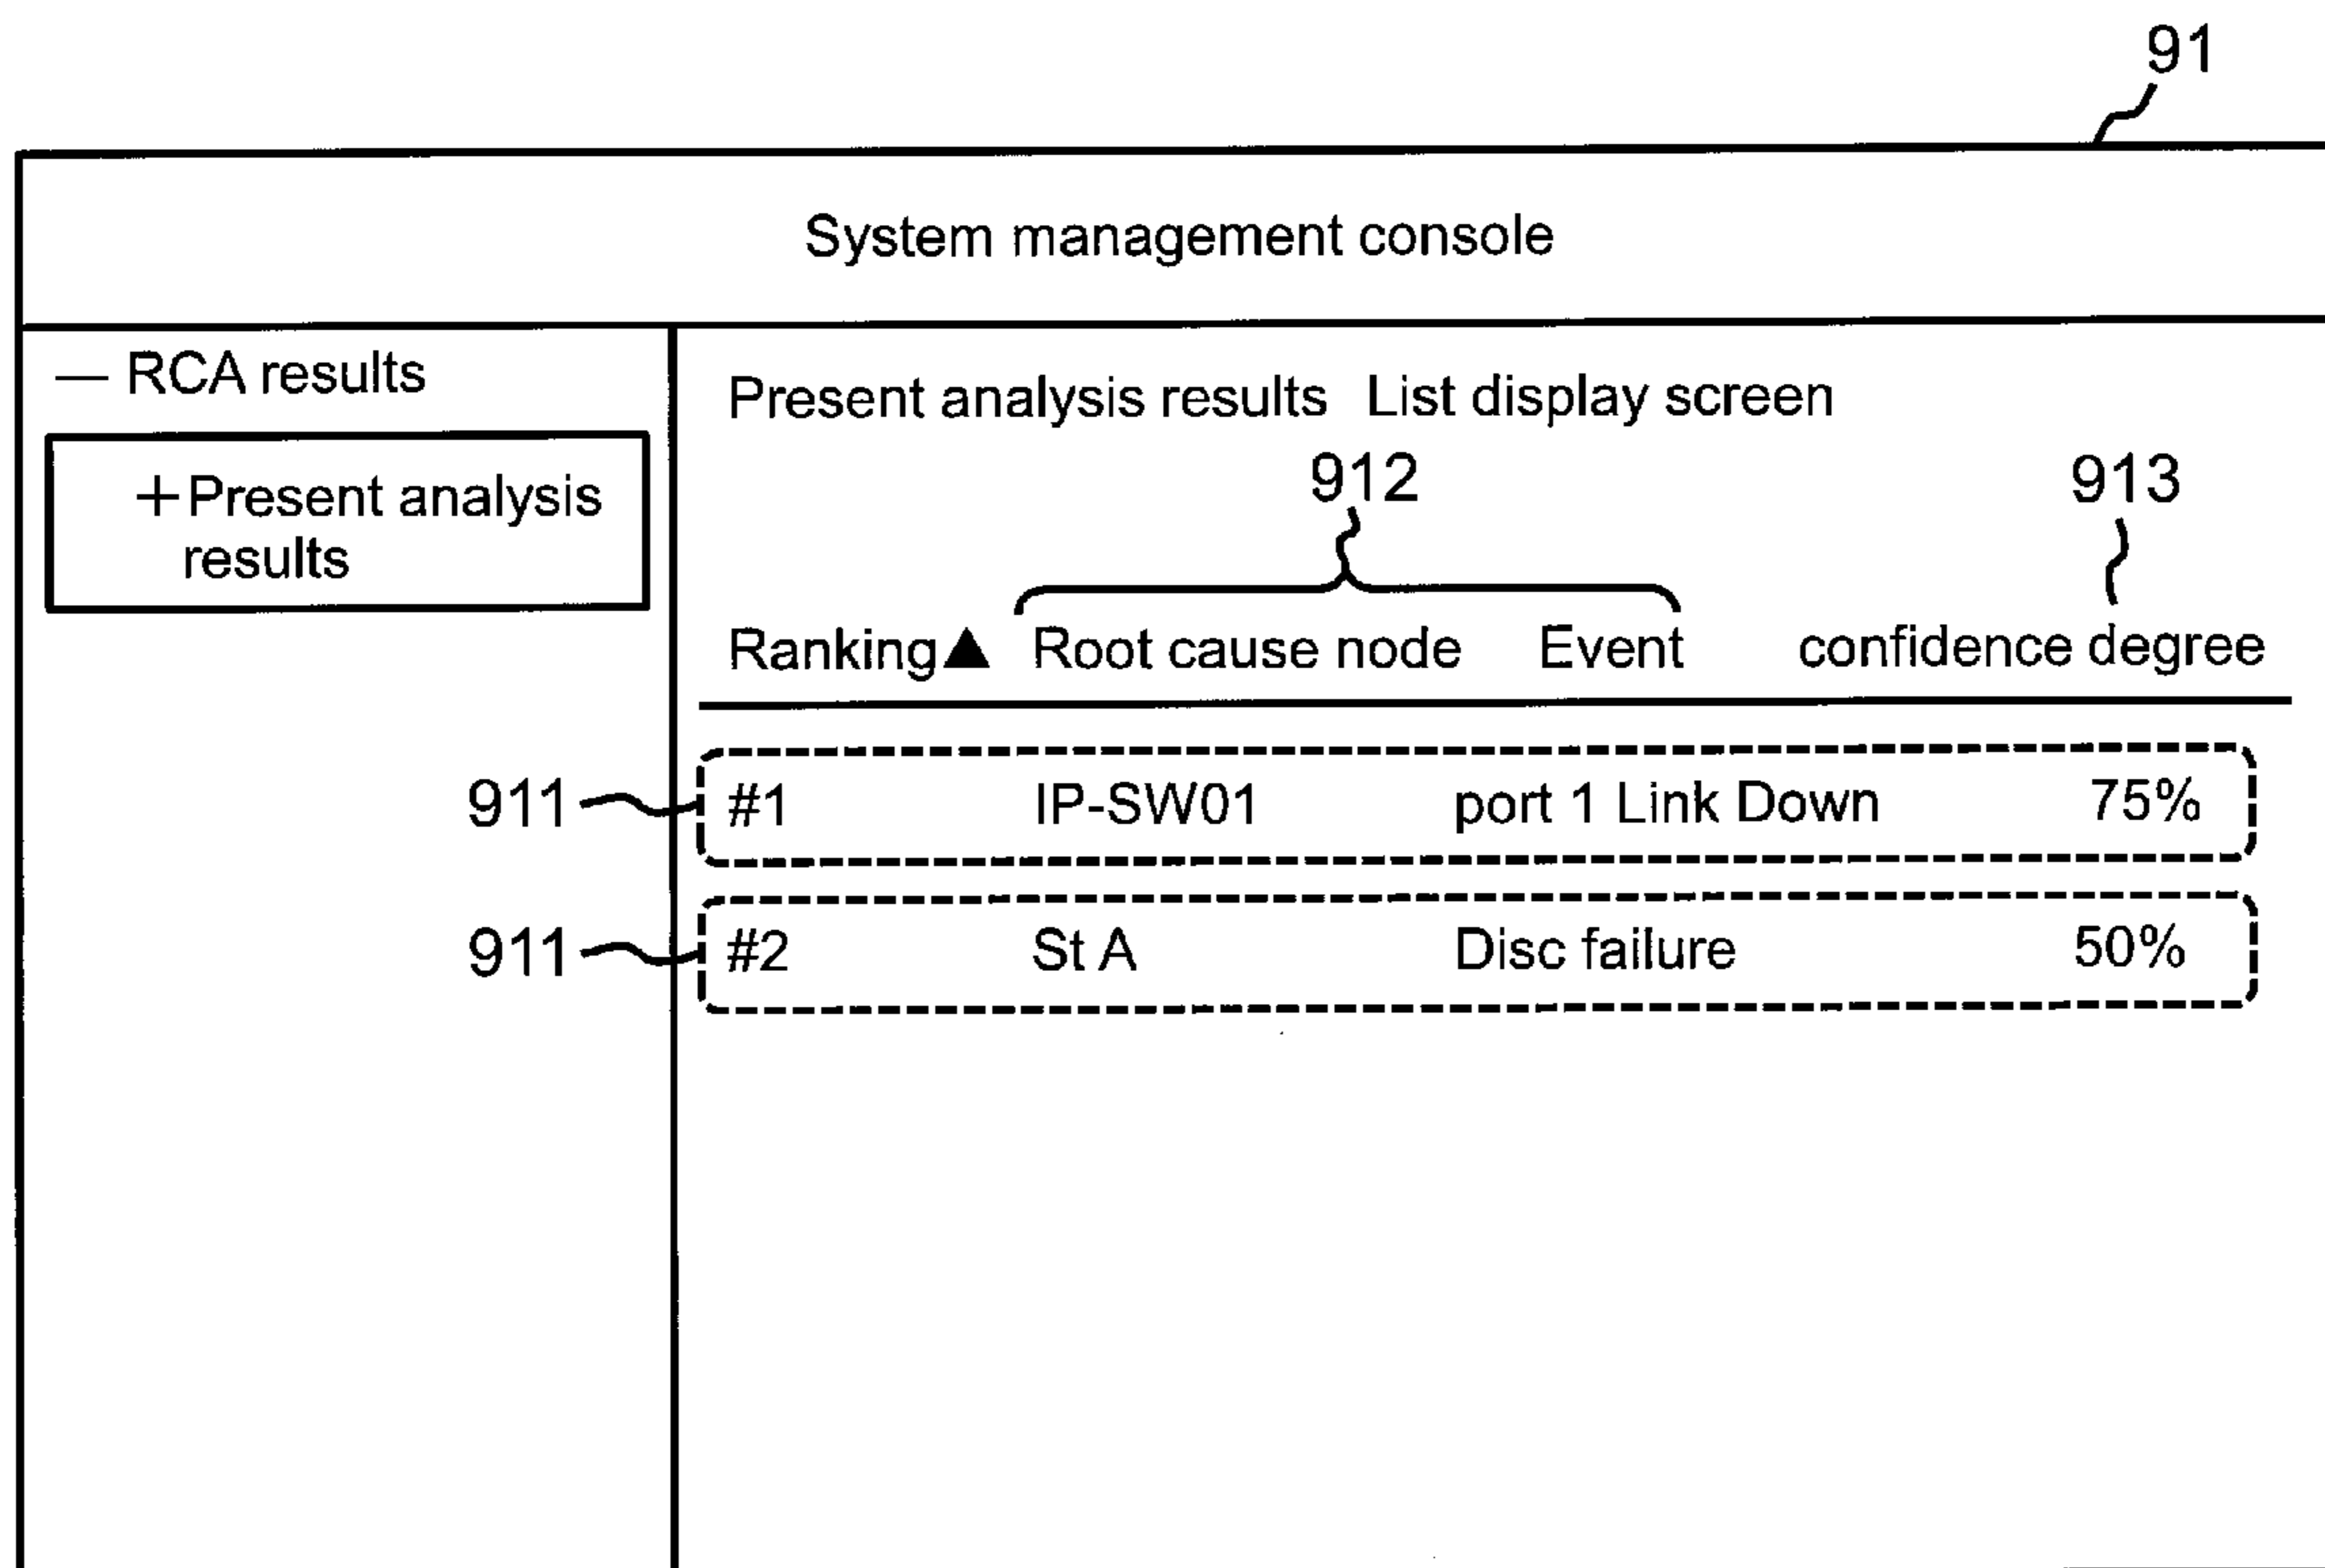 91
System management console
— RCA results
+Present analysis
results
Present analysis results List display screen
912
913
Ranking▲ Root cause node Event confidence degree
911 #1 IP-SW01 port 1 Link Down 75%
911 #2 St A Disc failure 50%